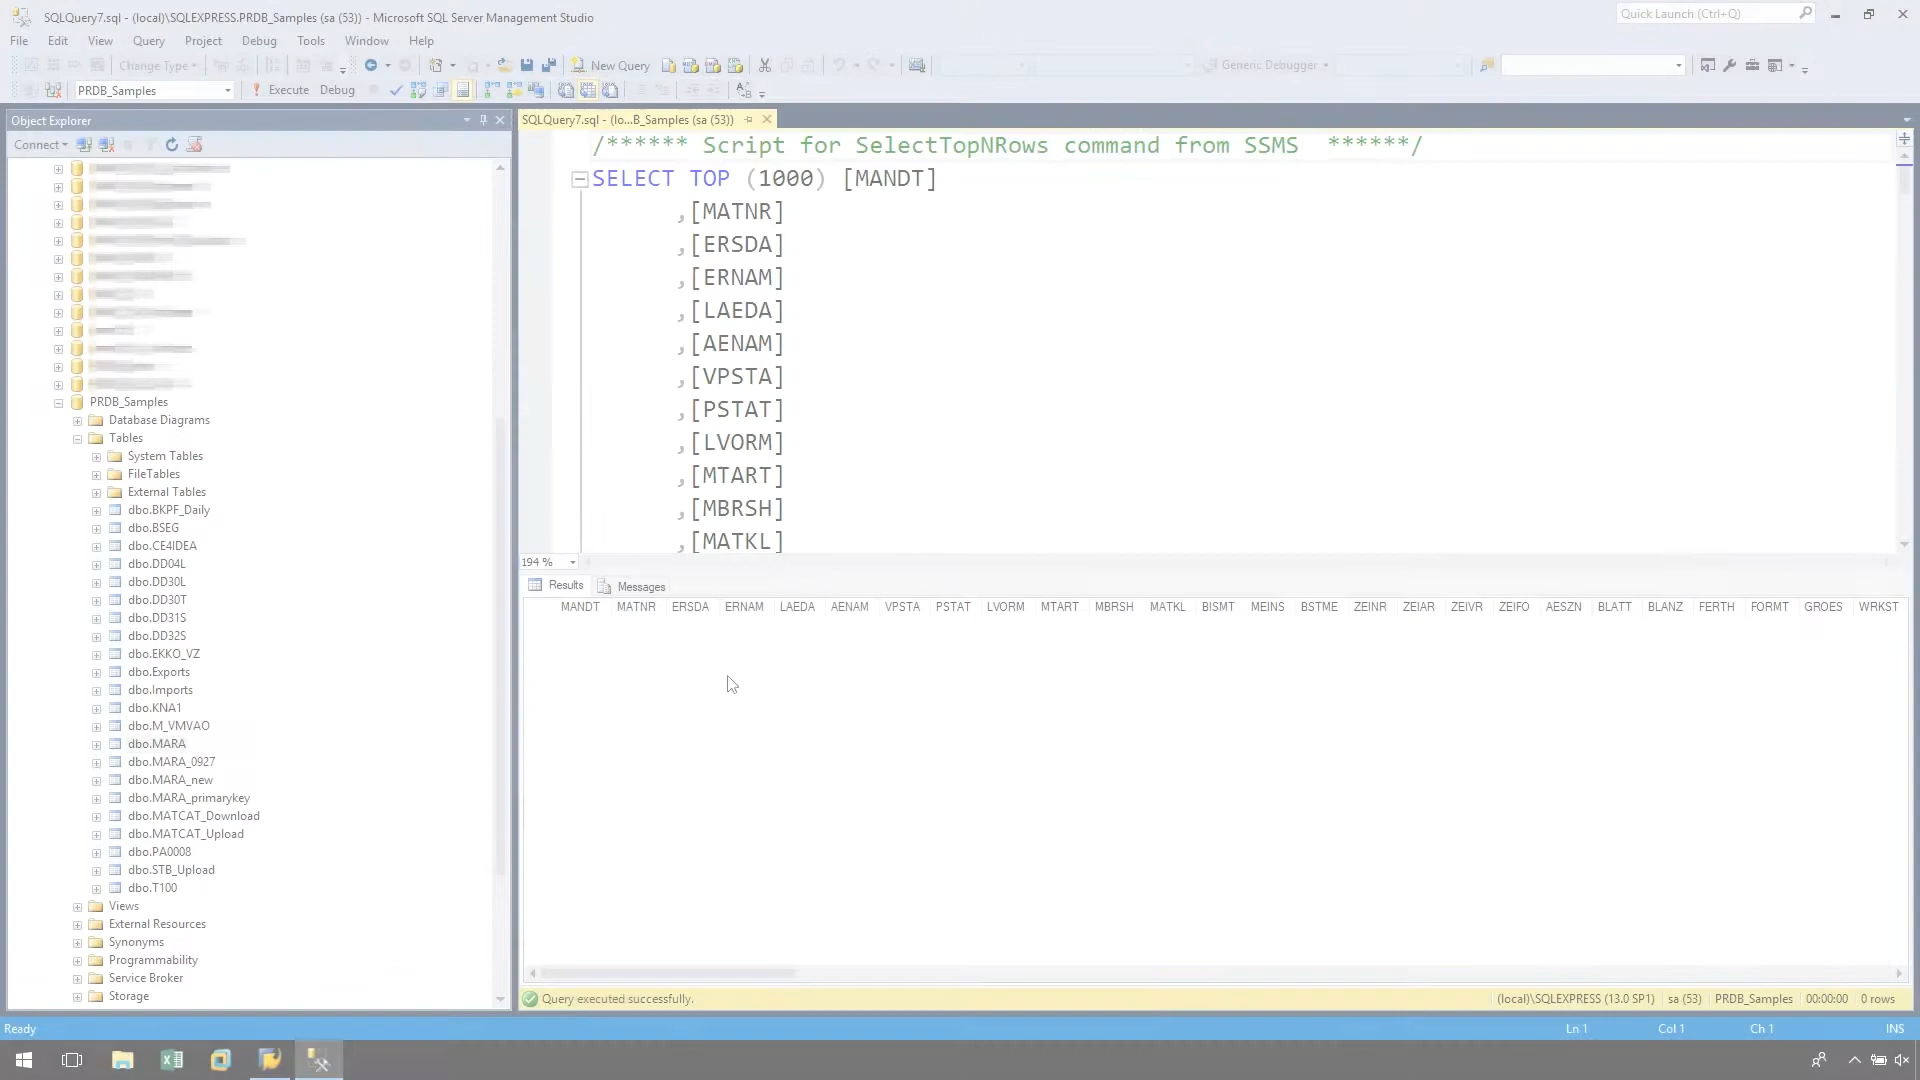 SQLQuery7.sql - (local)\SQLEXPRESS.PRDB_Samples (sa (53)) - Microsoft SQL Server Management Studio
Quick Launch (Ctrl+Q)
File Edit View Query Project Debug Tools Window Help
Change Type New Query Generic Debugger
PRDB_Samples Execute Debug
Object Explorer
Connect
PRDB_Samples
Database Diagrams
Tables
System Tables
FileTables
External Tables
dbo.BKPF_Daily
dbo.BSEG
dbo.CE4IDEA
dbo.DD04L
dbo.DD30L
dbo.DD30T
dbo.DD31S
dbo.DD32S
dbo.EKKO_VZ
dbo.Exports
dbo.Imports
dbo.KNA1
dbo.M_VMVAO
dbo.MARA
dbo.MARA_0927
dbo.MARA_new
dbo.MARA_primarykey
dbo.MATCAT_Download
dbo.MATCAT_Upload
dbo.PA0008
dbo.STB_Upload
dbo.T100
Views
External Resources
Synonyms
Programmability
Service Broker
Storage
SQLQuery7.sql - (lo...B_Samples (sa (53))
/****** Script for SelectTopNRows command from SSMS ******/
SELECT TOP (1000) [MANDT]
,[MATNR]
,[ERSDA]
,[ERNAM]
,[LAEDA]
,[AENAM]
,[VPSTA]
,[PSTAT]
,[LVORM]
,[MTART]
,[MBRSH]
,[MATKL]
194 %
Results Messages
MANDT MATNR ERSDA ERNAM LAEDA AENAM VPSTA PSTAT LVORM MTART MBRSH MATKL BISMT MEINS BSTME ZEINR ZEIAR ZEIVR ZEIFO AESZN BLATT BLANZ FERTH FORMT GROES WRKST
Query executed successfully. (local)\SQLEXPRESS (13.0 SP1) sa (53) PRDB_Samples 00:00:00 0 rows
Ready Ln 1 Col 1 Ch 1 INS